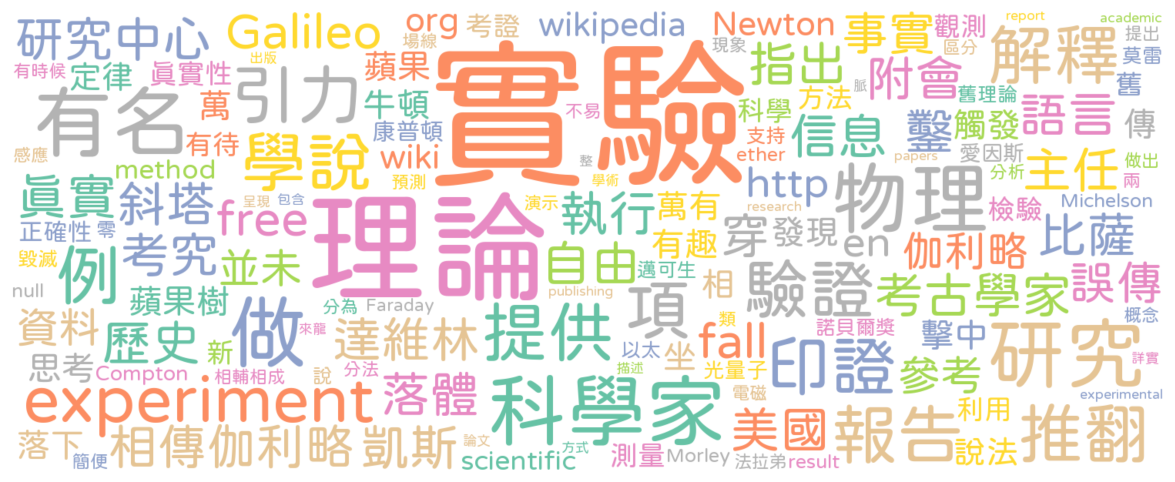 研究中心 Galileo org 考證 wikipedia Newton 事實 觀測 report academic
有時候 定律 眞實性 出版 場線 蘋果 實驗 現象 指出 區分 解釋 提出 莫雷
有名 萬 引力 牛頓 不易 科學 方法 附會 舊理論 舊
有待 康普頓 支持 信息 鑿 觸發 語言 傳
感應 method 學說 wiki 預測 整 學術 ether 脈 papers 愛因斯 分析 主任 做出 兩
眞實 斜塔 free 呈現 包含 理論 演示 執行 research 萬有 http 物理 檢驗 Michelson
正確性 零 考究 並未 有趣 穿 發現 en 伽利略 比薩
毀滅 例 自由 邁可生 相 驗證 考古學家 誤傳
null 蘋果樹 做 分為 Faraday publishing 項 類 諾貝爾獎 擊中 概念
資料 歷史 新 來龍 達維林 提供 以太 坐 fall 印證 研究
思考 Compton 相輔相成 說 分法 描述 光量子 參考 詳實
experiment 落體 科學家 電磁 美國 利用 experimental
落下 簡便 相傳伽利略 凱斯 論文 方式 報告 推翻
scientific 測量 Morley 法拉弟 result 說法